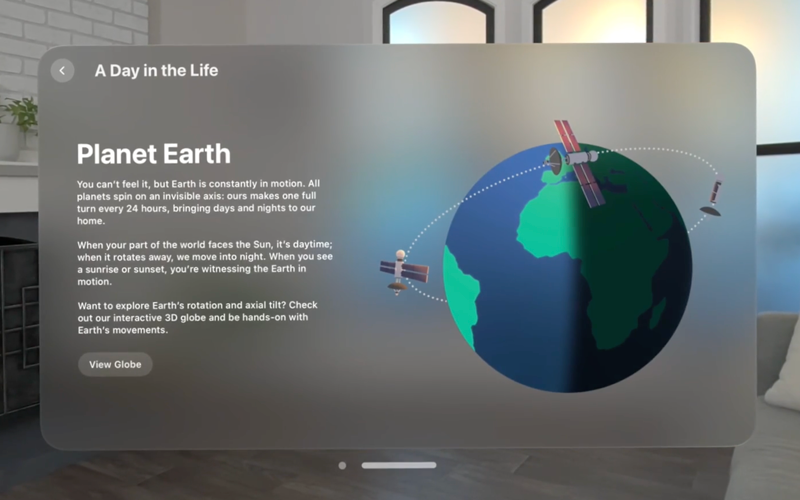 A Day in the Life
Planet Earth
You can't feel it, but Earth is constantly in motion. All
planets spin on an invisible axis: ours makes one full
turn every 24 hours, bringing days and nights to our
home.
When your part of the world faces the Sun, it's daytime;
when it rotates away, we move into night. When you see
a sunrise or sunset, you're witnessing the Earth in
motion.
Want to explore Earth's rotation and axial tilt? Check
out our interactive 3D globe and be hands-on with
Earth's movements.
View Globe